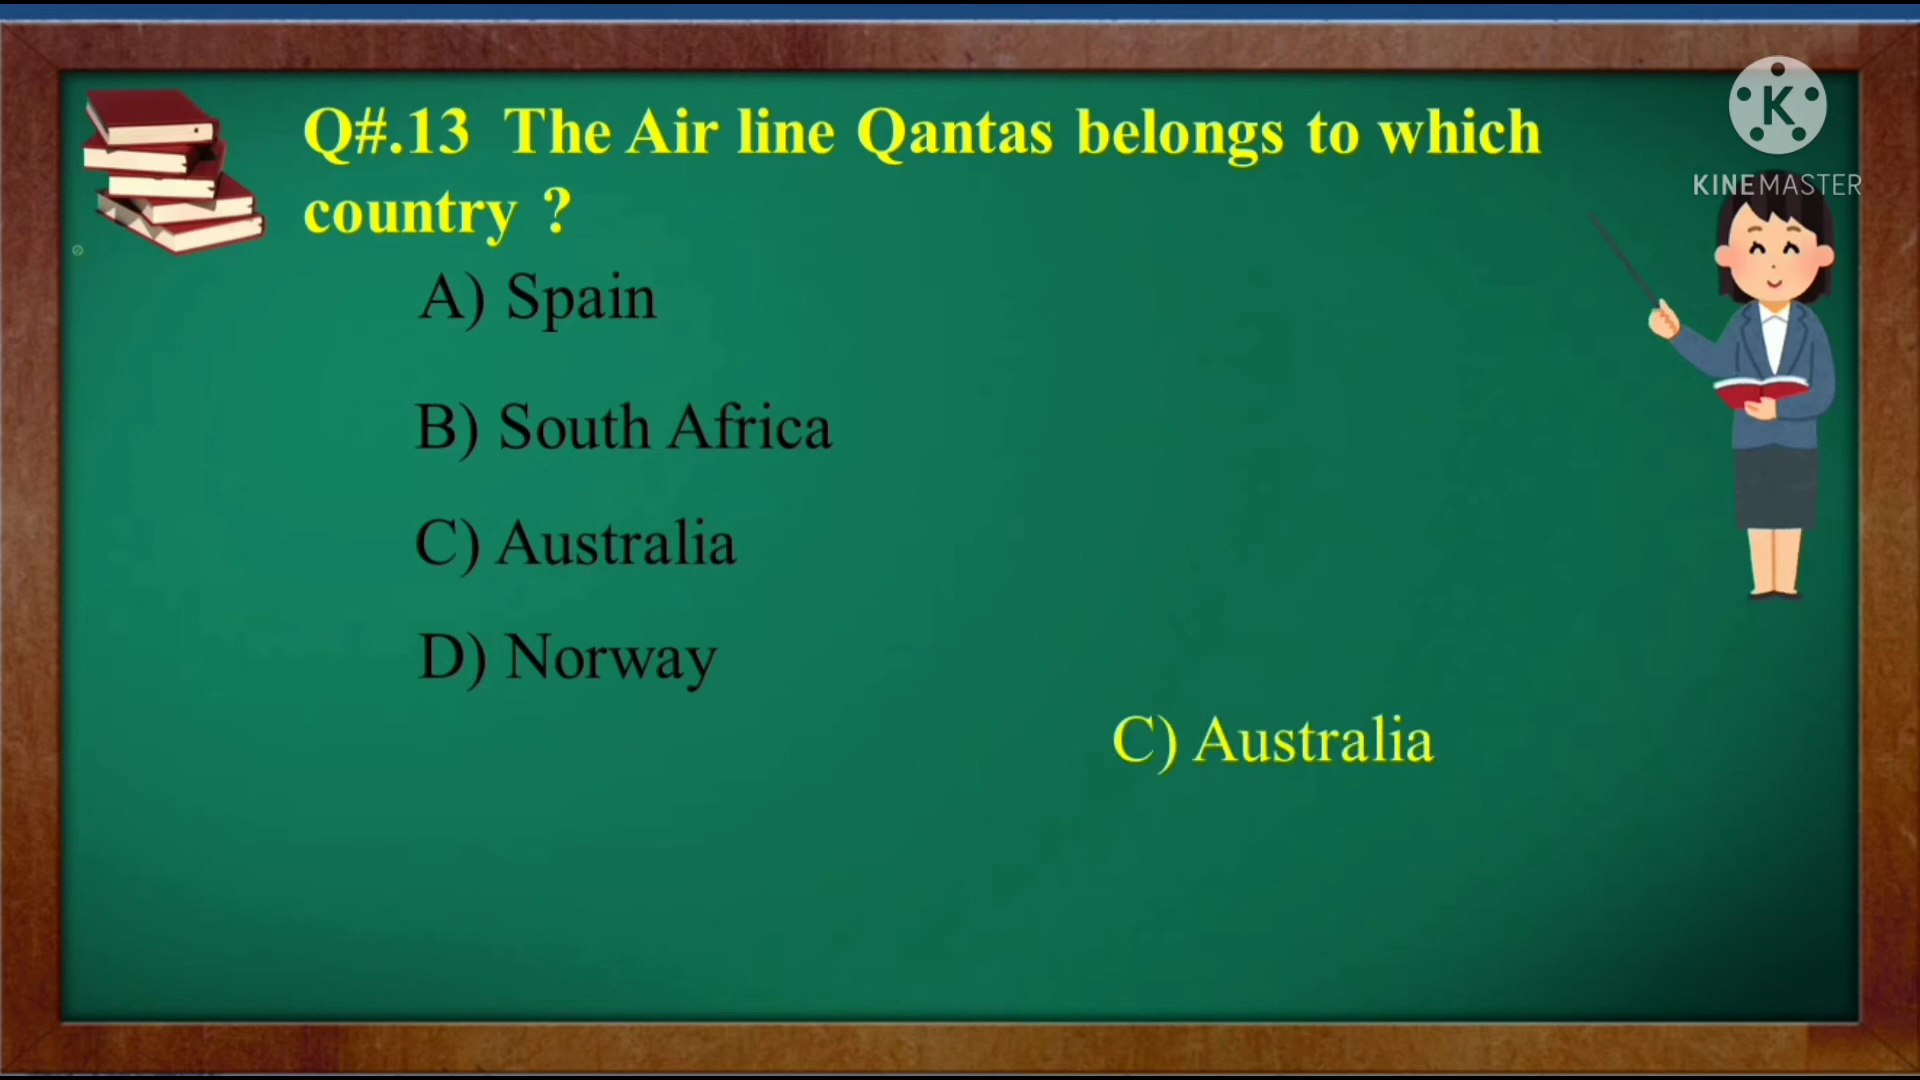 Q#.13 The Air line Qantas belongs to which
country ?
A) Spain
B) South Africa
C) Australia
D) Norway
C) Australia
K
KINEMASTER